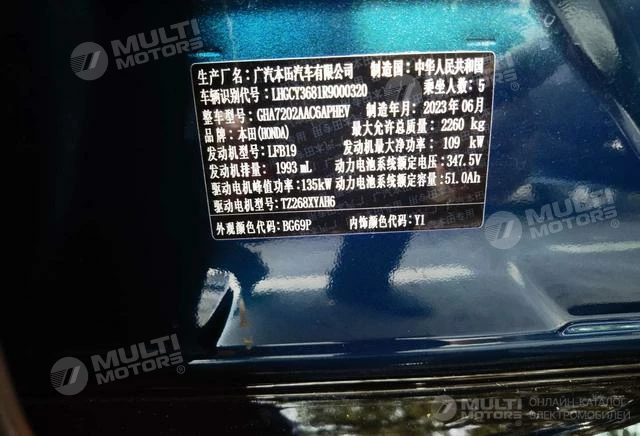 MULTI MOTORS
MULTI MOTORS
生产厂名：广汽本田汽车有限公司 制造国：中华人民共和国
车辆识别代号：LHGCY3681R9000320 乘坐人数：5
整车型号：GHA7202AAC6APHEV 制造年月：2023年06月
品牌：本田(HONDA) 最大允许总质量：2260 kg
发动机型号：LFB19 发动机最大净功率：109 kW
发动机排量：1993 mL 动力电池系统额定电压：347.5V
驱动电机峰值功率：135kW 动力电池系统额定容量：51.0Ah
驱动电机型号：TZ268XYAH6
外观颜色代码：BG69P 内饰颜色代码：YI
MULTI MOTORS
MULTI MOTORS
MULTI MOTORS ОНЛАЙН-КАТАЛОГ ЭЛЕКТРОМОБИЛЕЙ